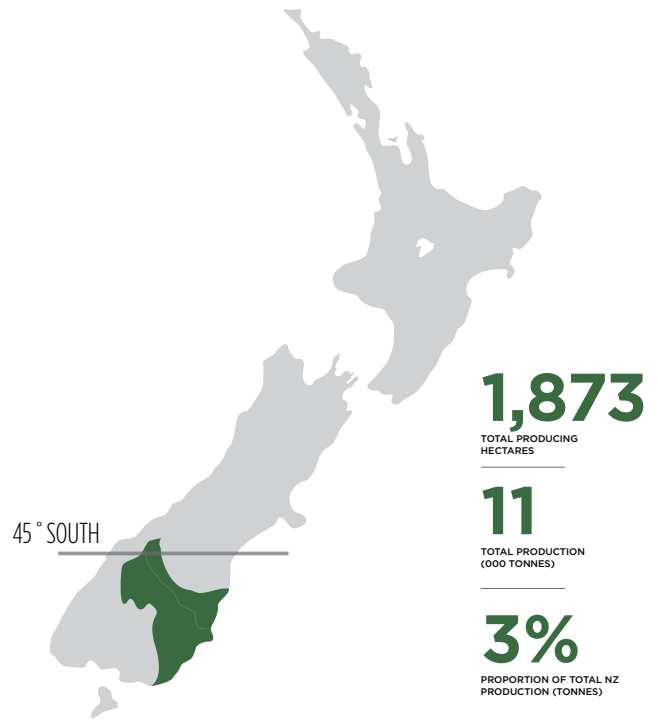 45° SOUTH
1,873
TOTAL PRODUCING
HECTARES
11
TOTAL PRODUCTION
(000 TONNES)
3%
PROPORTION OF TOTAL NZ
PRODUCTION (TONNES)